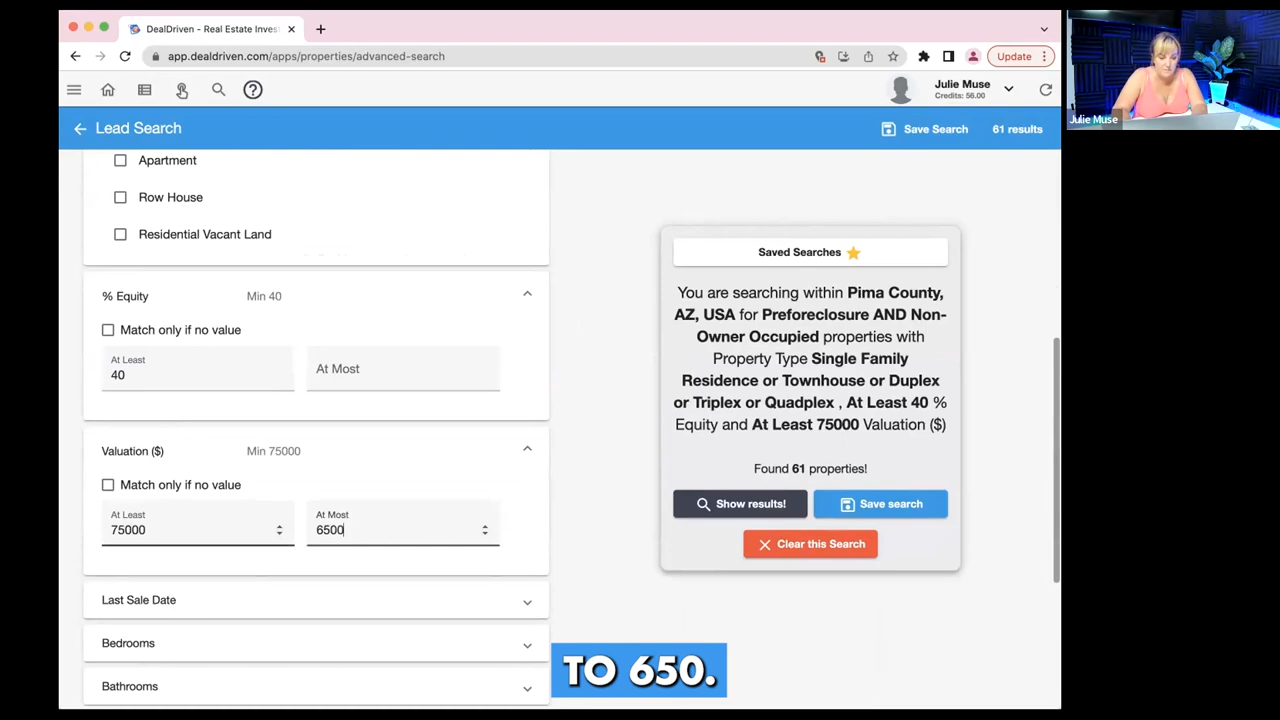 DealDriven - Real Estate Inves
app.dealdriven.com/apps/properties/advanced-search
Update
Julie Muse
Credits: 56.00
Julie Muse
Lead Search
Save Search
61 results
Apartment
Row House
Residential Vacant Land
% Equity
Min 40
Match only if no value
At Least
40
At Most
Valuation ($)
Min 75000
Match only if no value
At Least
75000
At Most
6500
Last Sale Date
Bedrooms
Bathrooms
Saved Searches
You are searching within Pima County,
AZ, USA for Preforeclosure AND Non-
Owner Occupied properties with
Property Type Single Family
Residence or Townhouse or Duplex
or Triplex or Quadplex , At Least 40 %
Equity and At Least 75000 Valuation ($)
Found 61 properties!
Show results!
Save search
Clear this Search
TO 650.